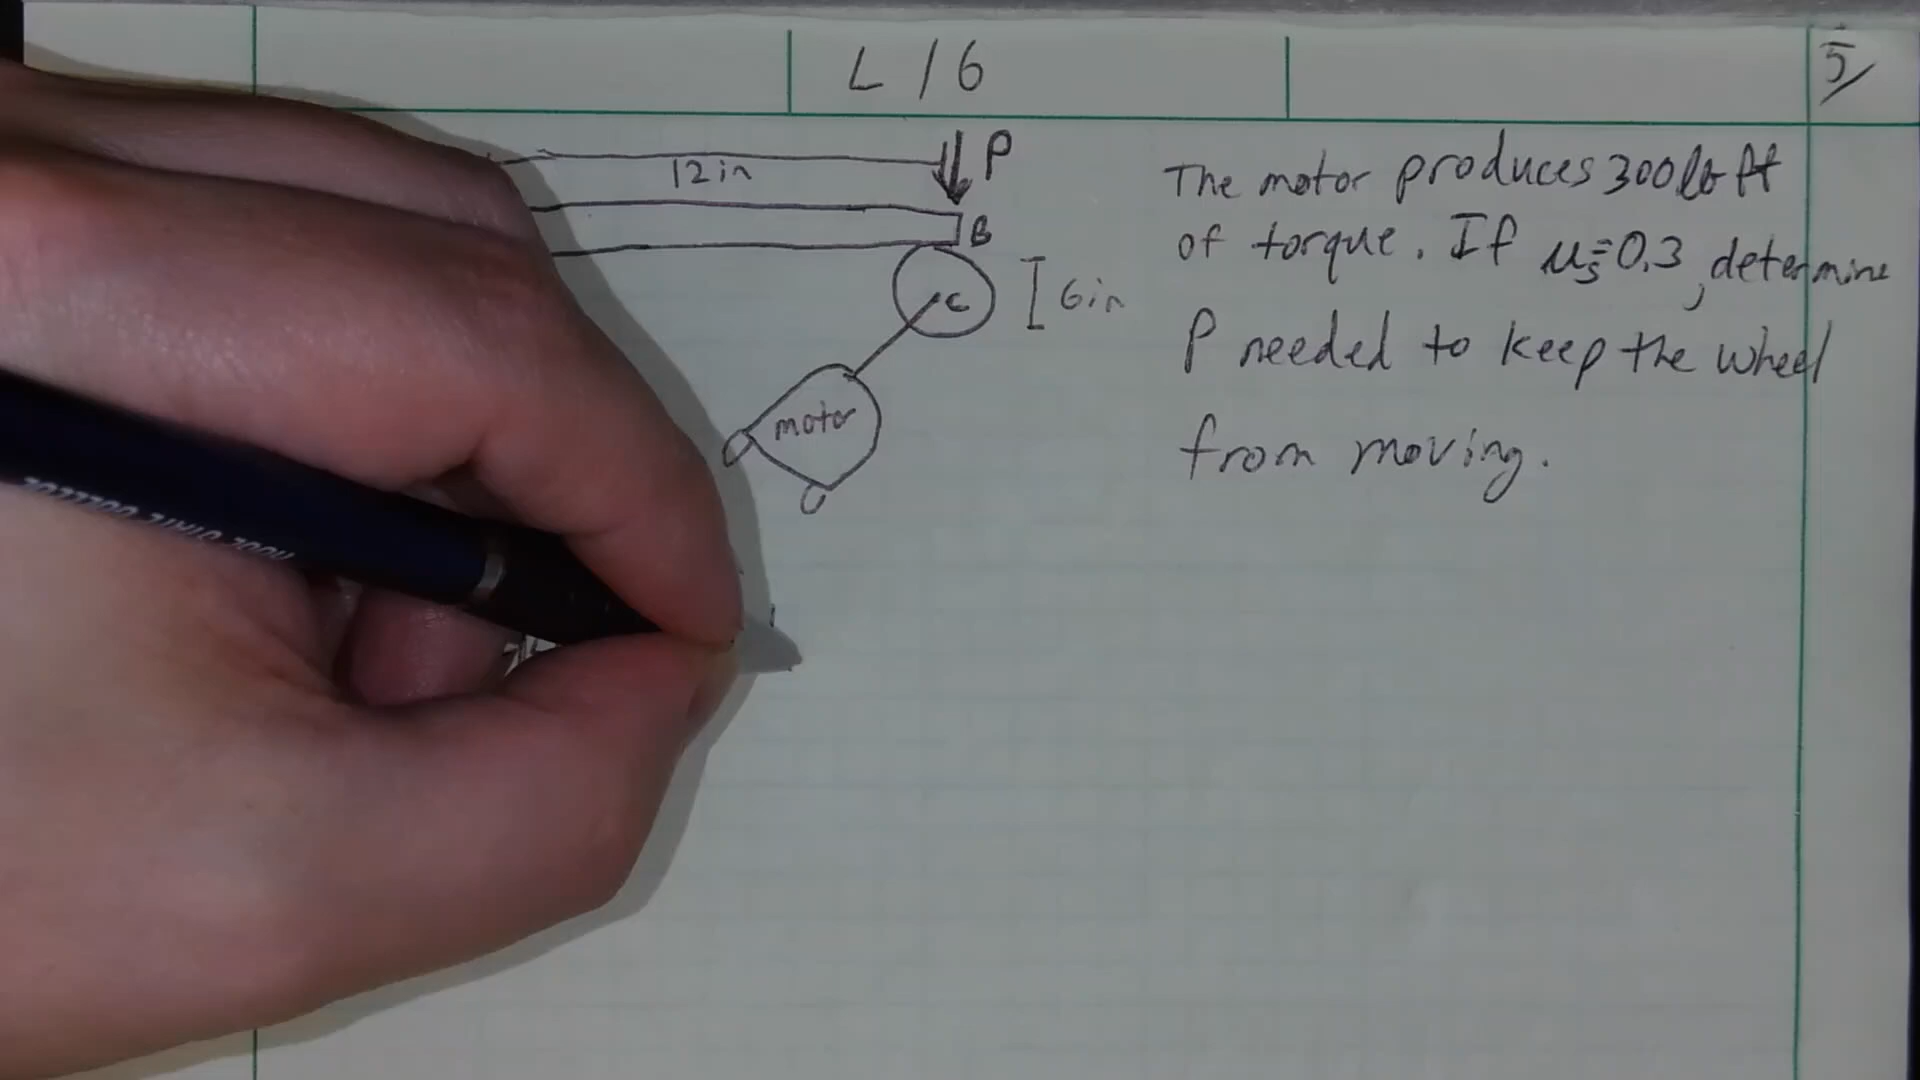 L 16
5/
12in
P
B
C
6in
motor
The motor produces 300lb ft
of torque. If μs=0.3, determine
P needed to keep the wheel
from moving.